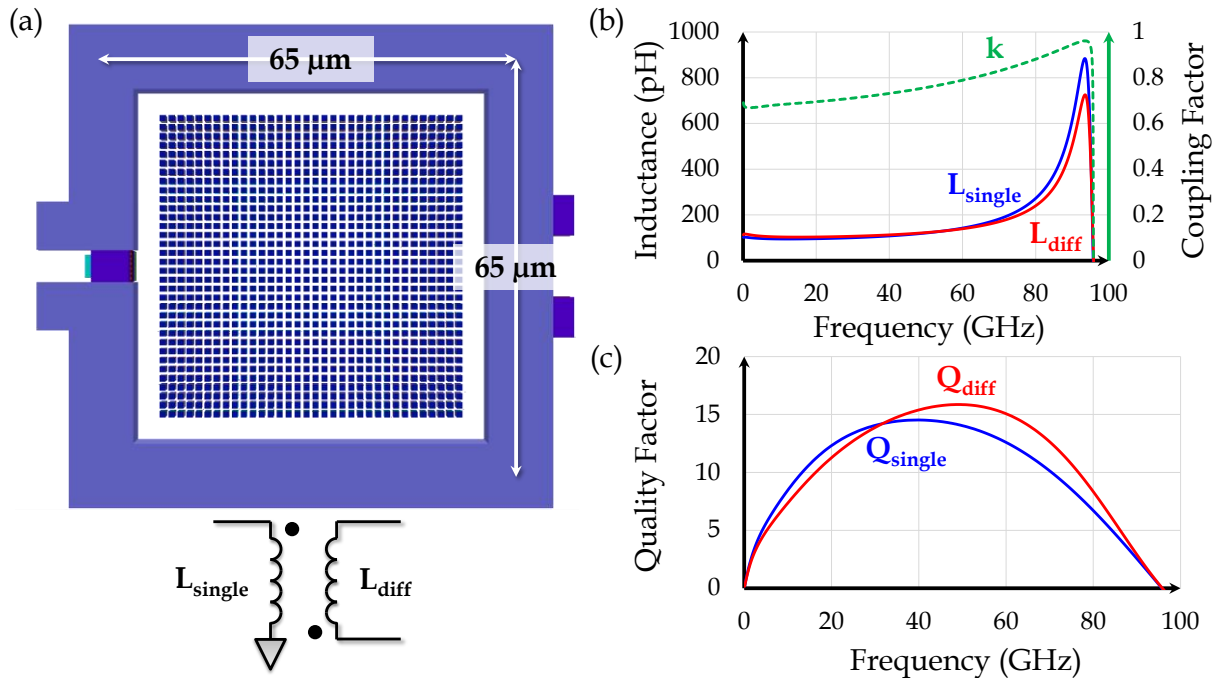 (a)
65 μm
65 μm
L_single
L_diff
(b)
Inductance (pH)
1000
800
600
400
200
0
k
L_single
L_diff
1
0.8
0.6
0.4
0.2
0
Coupling Factor
0 20 40 60 80 100
Frequency (GHz)
(c)
Quality Factor
20
15
10
5
0
Q_diff
Q_single
0 20 40 60 80 100
Frequency (GHz)